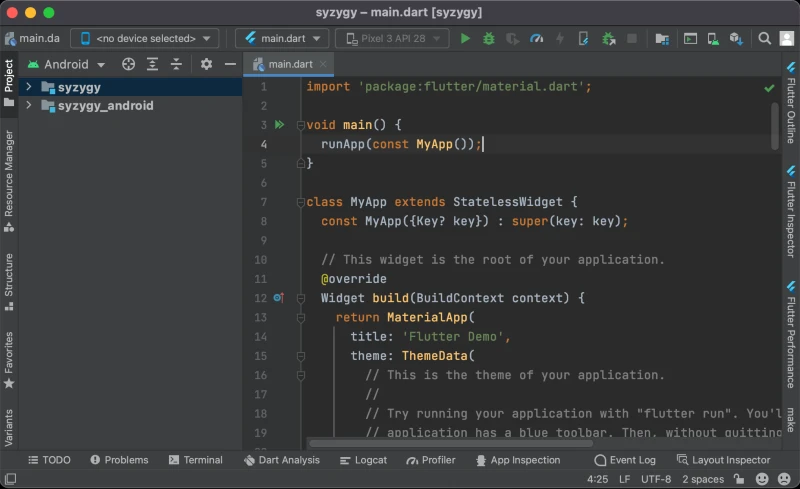 syzygy – main.dart [syzygy]
main.da
<no device selected>
main.dart
Pixel 3 API 28
Android
main.dart
Project
Resource Manager
Structure
Favorites
Variants
syzygy
syzygy_android
1 import 'package:flutter/material.dart';
2
3 void main() {
4 runApp(const MyApp());
5 }
6
7 class MyApp extends StatelessWidget {
8 const MyApp({Key? key}) : super(key: key);
9
10 // This widget is the root of your application.
11 @override
12 Widget build(BuildContext context) {
13 return MaterialApp(
14 title: 'Flutter Demo',
15 theme: ThemeData(
16 // This is the theme of your application.
17 //
18 // Try running your application with "flutter run". You'l
19 // application has a blue toolbar. Then, without quitting
Flutter Outline
Flutter Inspector
Flutter Performance
make
TODO
Problems
Terminal
Dart Analysis
Logcat
Profiler
App Inspection
Event Log
Layout Inspector
4:25 LF UTF-8 2 spaces